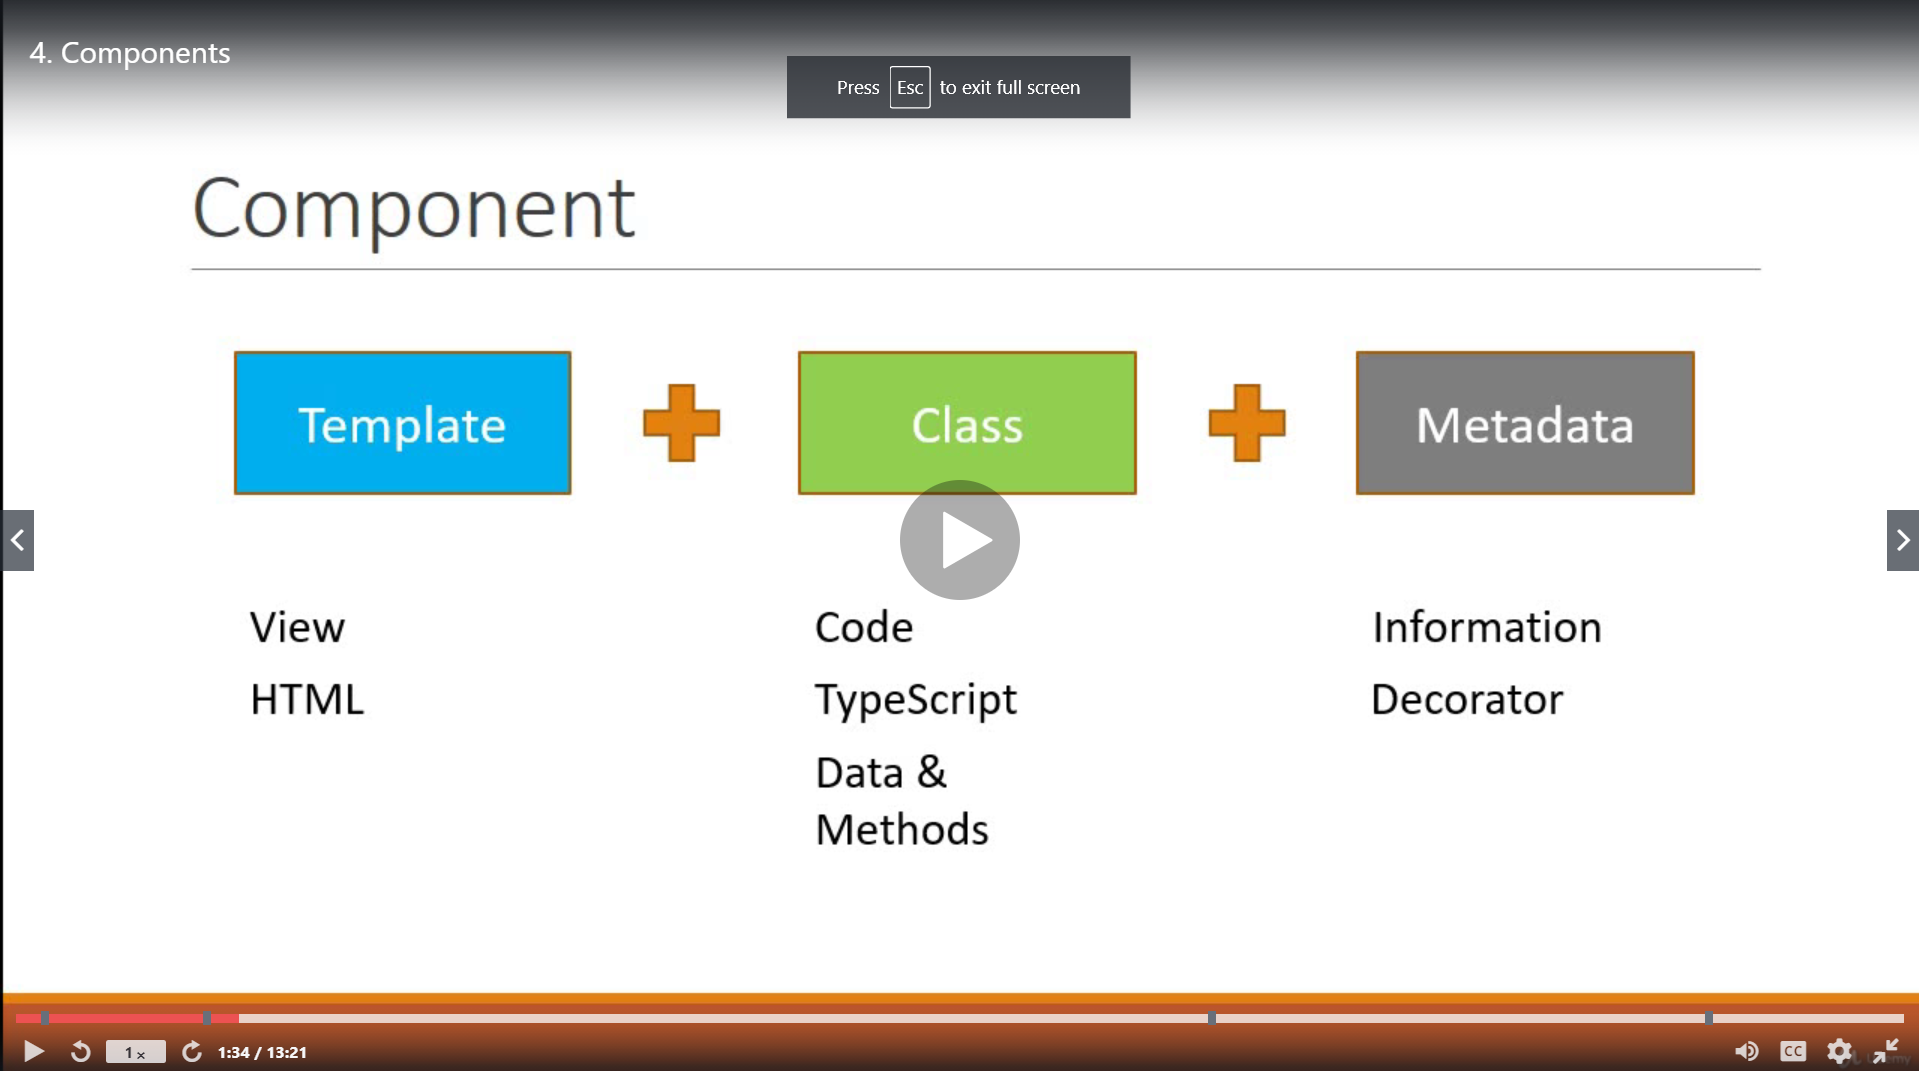 4. Components
Press Esc to exit full screen
Component
Template
Class
Metadata
View
HTML
Code
TypeScript
Data &
Methods
Information
Decorator
1 x
1:34 / 13:21
CC